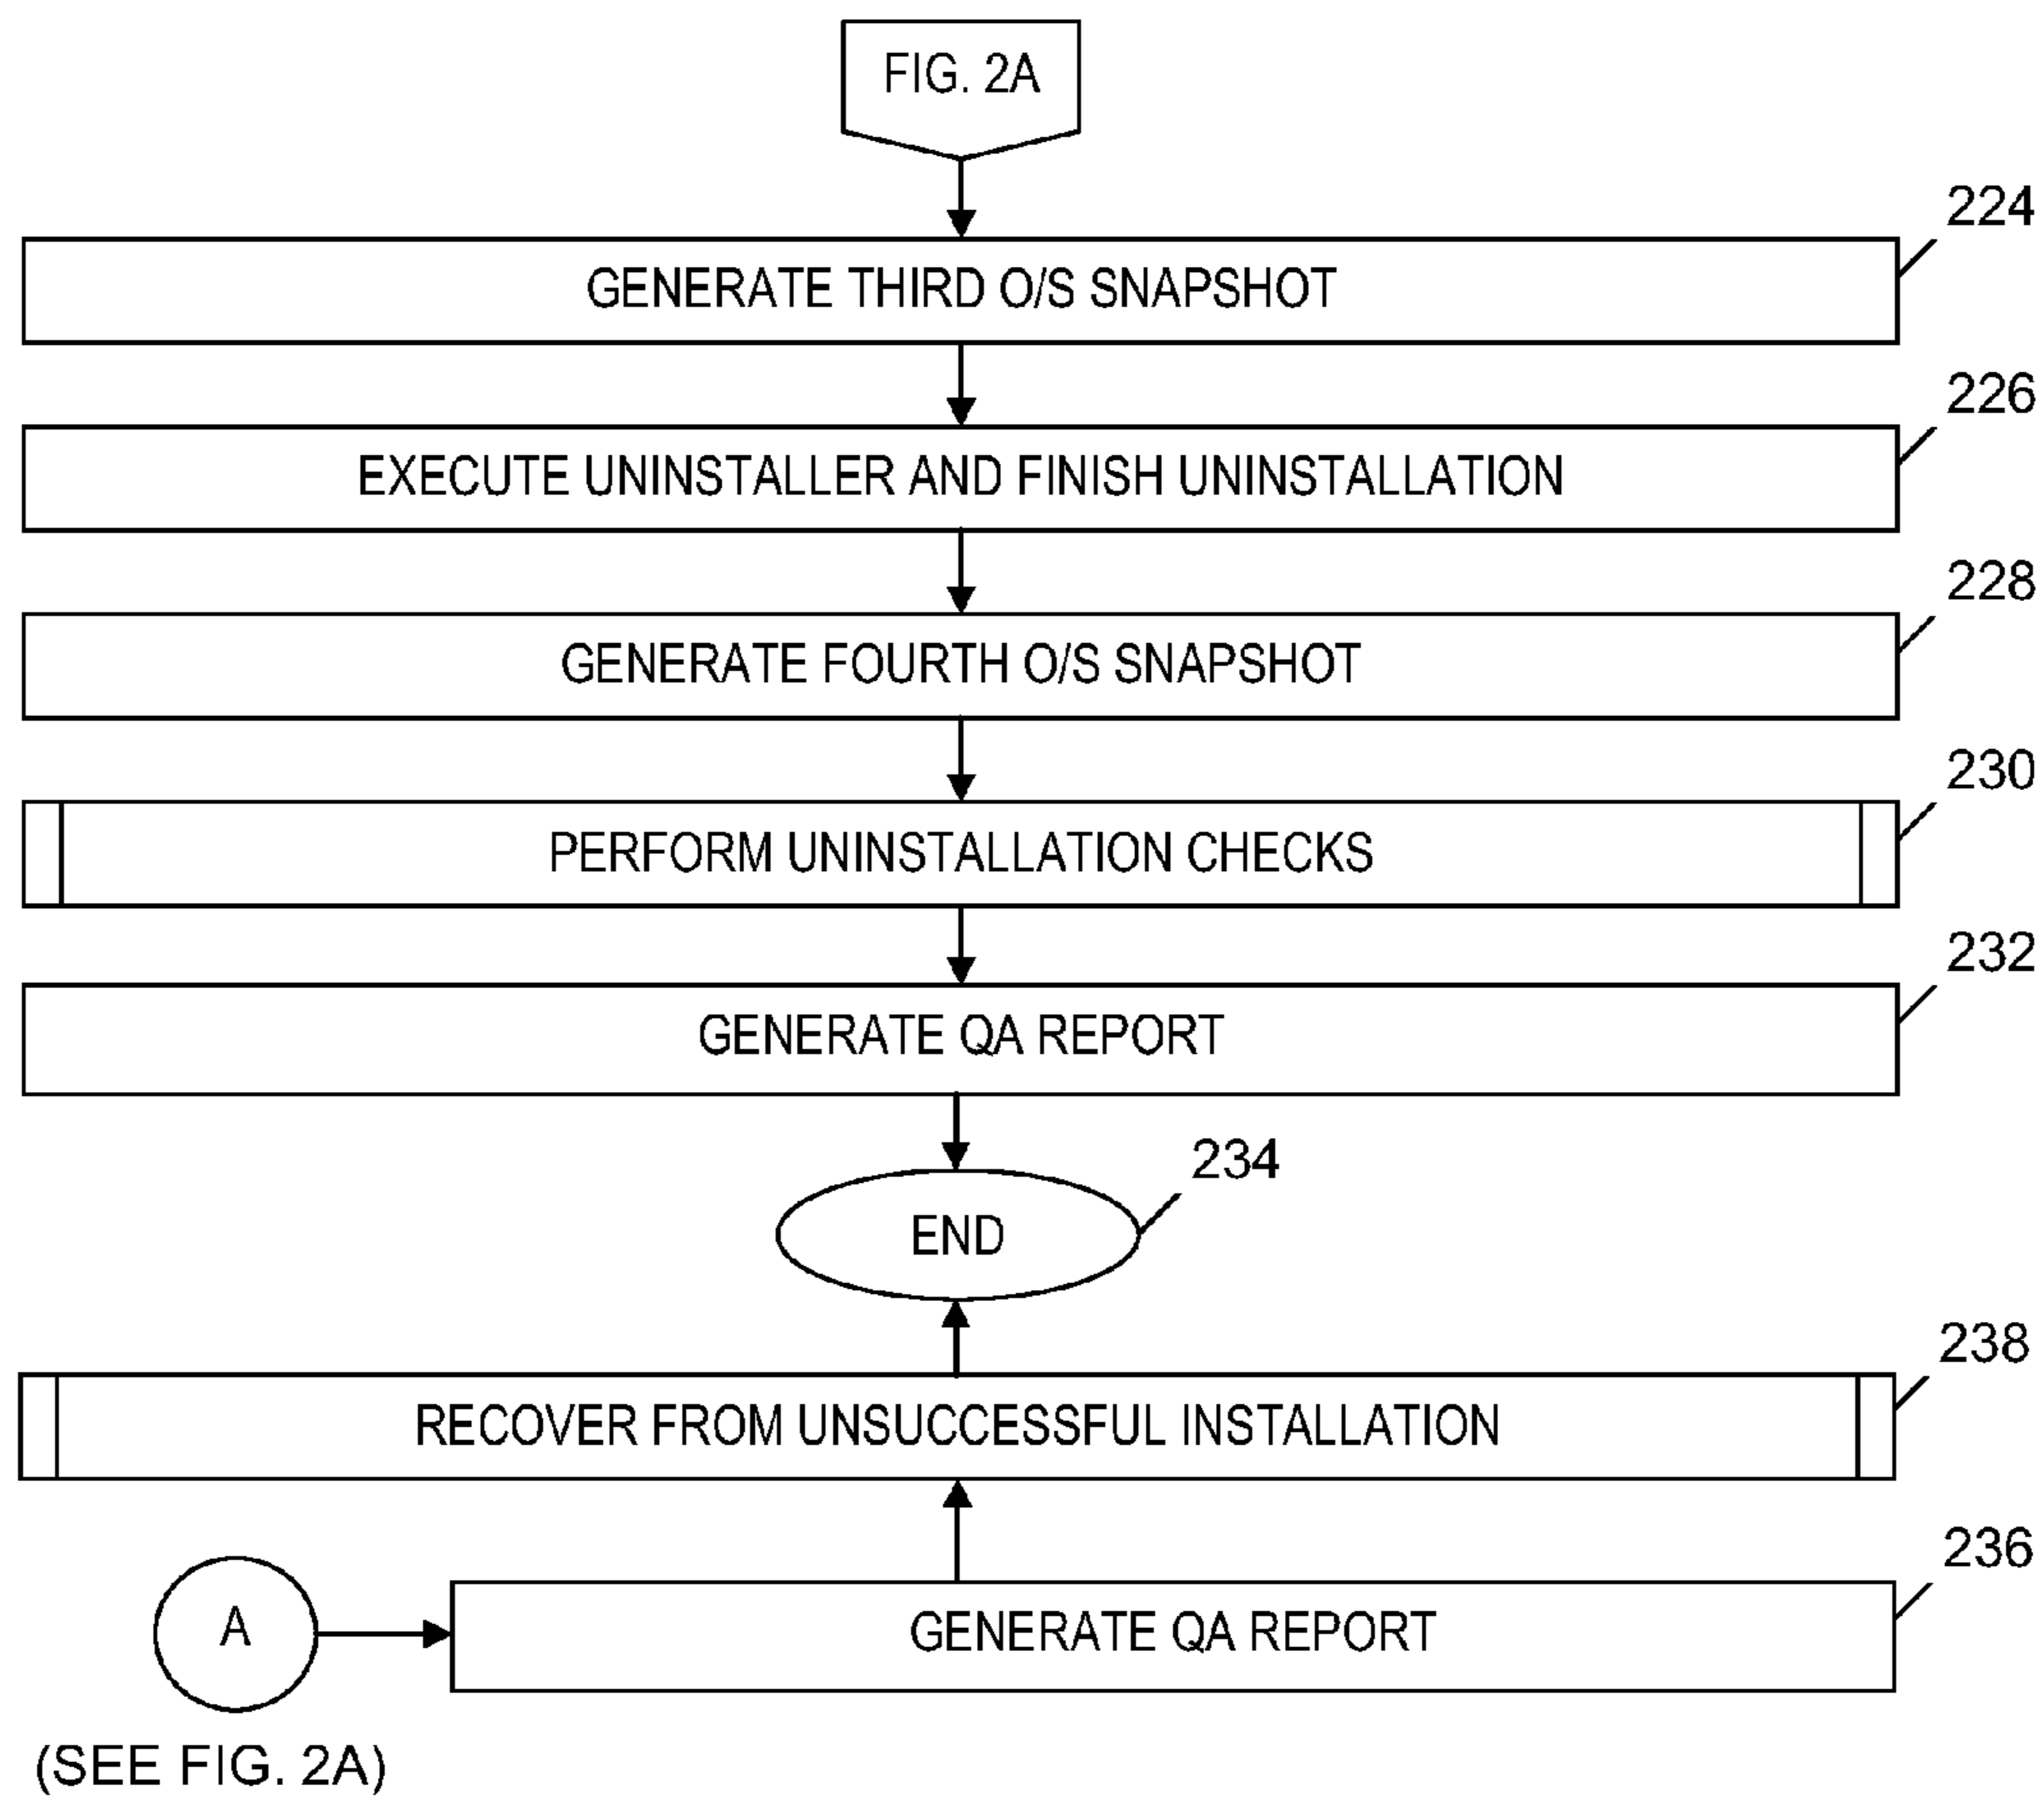 FIG. 2A
224
GENERATE THIRD O/S SNAPSHOT
226
EXECUTE UNINSTALLER AND FINISH UNINSTALLATION
228
GENERATE FOURTH O/S SNAPSHOT
230
PERFORM UNINSTALLATION CHECKS
232
GENERATE QA REPORT
234
END
238
RECOVER FROM UNSUCCESSFUL INSTALLATION
236
A
GENERATE QA REPORT
(SEE FIG. 2A)